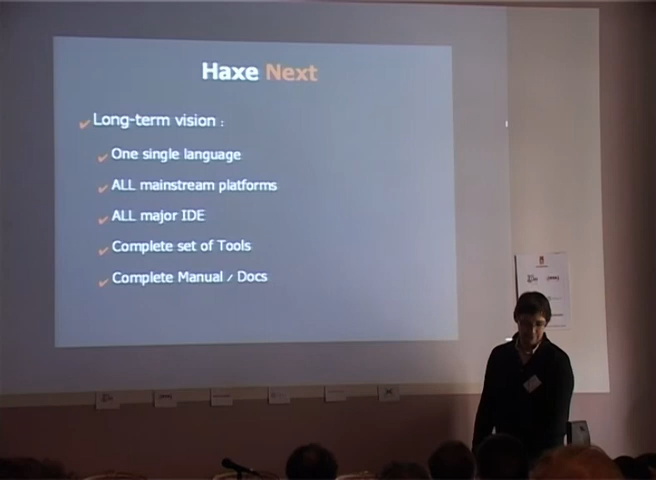 Haxe Next
Long-term vision :
One single language
ALL mainstream platforms
ALL major IDE
Complete set of Tools
Complete Manual / Docs